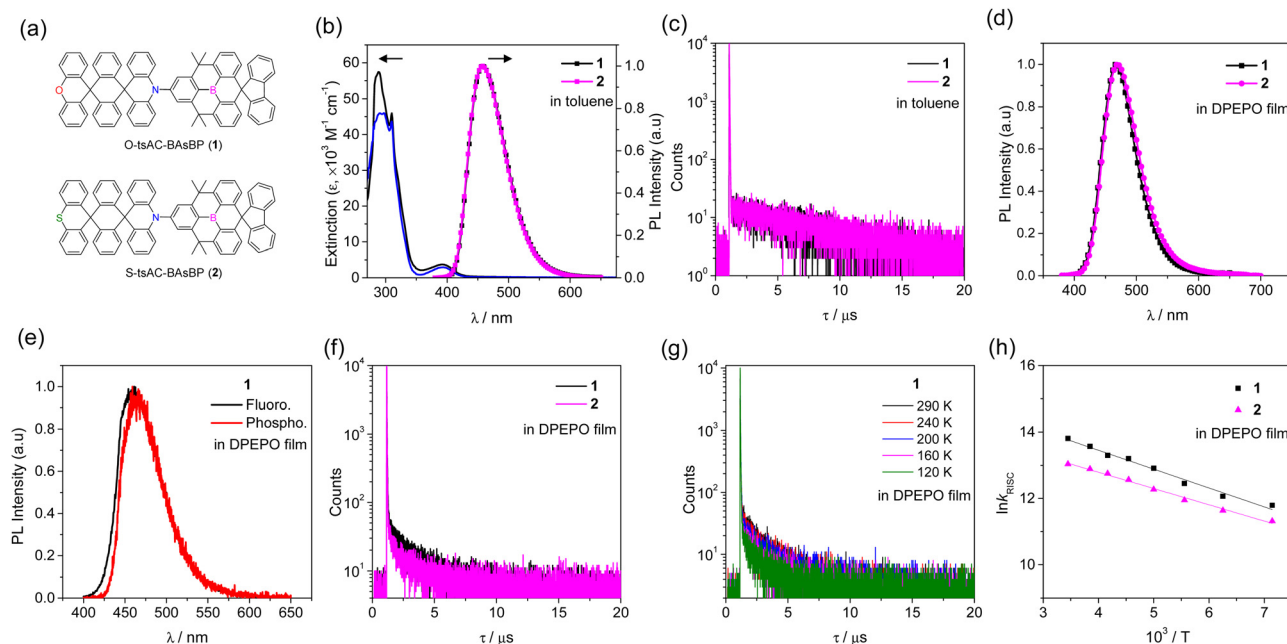 (a)
O
N
B
O-tsAC-BAsBP (1)
S
N
B
S-tsAC-BAsBP (2)
(b)
Extinction (ε, ×10³ M⁻¹ cm⁻¹)
60
50
40
30
20
10
0
1
2
in toluene
1.0
0.8
0.6
0.4
0.2
0.0
PL Intensity (a.u)
300 400 500 600
λ / nm
(c)
Counts
10⁴
10³
10²
10¹
10⁰
1
2
in toluene
0 5 10 15 20
τ / μs
(d)
PL Intensity (a.u)
1.0
0.8
0.6
0.4
0.2
0.0
1
2
in DPEPO film
400 500 600 700
λ / nm
(e)
PL Intensity (a.u)
1.0
0.8
0.6
0.4
0.2
0.0
1
Fluoro.
Phospho.
in DPEPO film
400 450 500 550 600 650
λ / nm
(f)
Counts
10⁴
10³
10²
10¹
1
2
in DPEPO film
0 5 10 15 20
τ / μs
(g)
Counts
10⁴
10³
10²
10¹
1
290 K
240 K
200 K
160 K
120 K
in DPEPO film
0 5 10 15 20
τ / μs
(h)
lnk_RISC
16
14
12
10
1
2
in DPEPO film
3 4 5 6 7
10³ / T